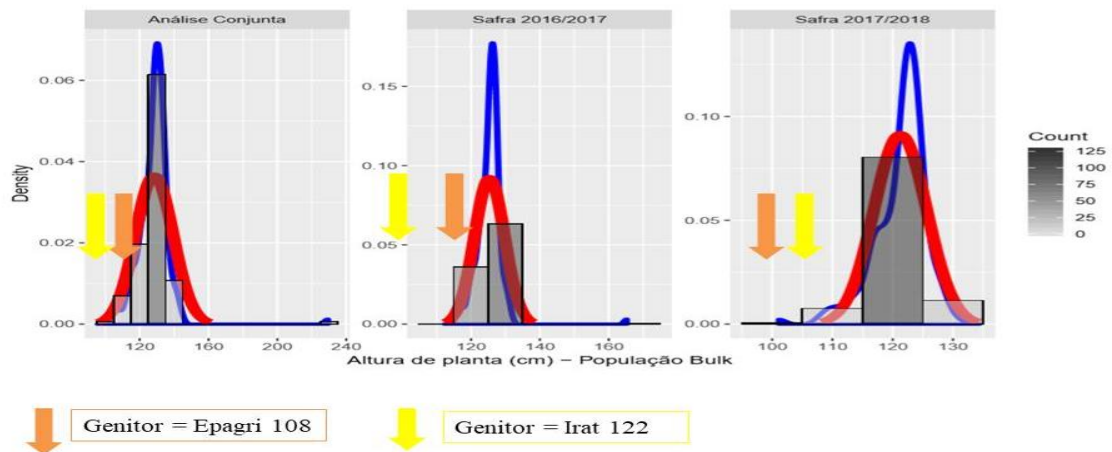 Análise Conjunta
Safra 2016/2017
Safra 2017/2018
Density
0.06
0.04
0.02
0.00
0.15
0.10
0.05
0.00
0.10
0.05
0.00
120 160 200 240
120 140 160
100 110 120 130
Altura de planta (cm) − População Bulk
Count
125
100
75
50
25
0
Genitor = Epagri 108
Genitor = Irat 122